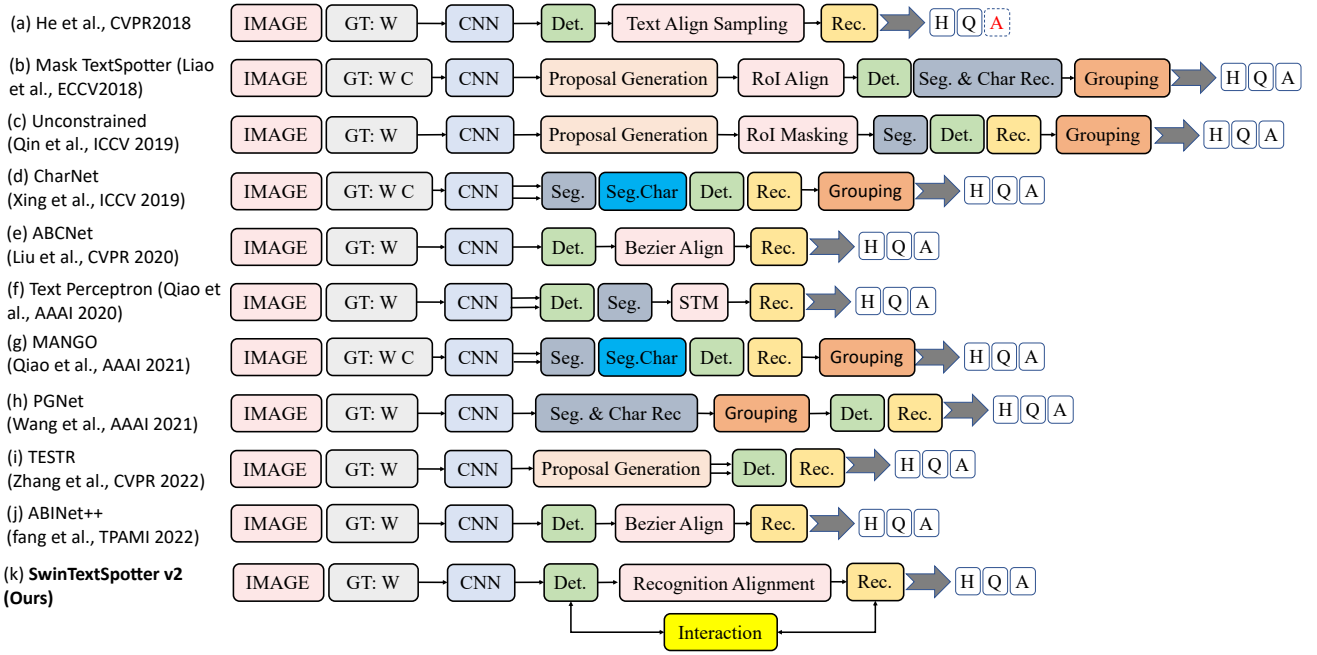 (a) He et al., CVPR2018 IMAGE GT: W CNN Det. Text Align Sampling Rec. H Q A
(b) Mask TextSpotter (Liao
et al., ECCV2018) IMAGE GT: W C CNN Proposal Generation RoI Align Det. Seg. & Char Rec. Grouping H Q A
(c) Unconstrained
(Qin et al., ICCV 2019) IMAGE GT: W CNN Proposal Generation RoI Masking Seg. Det. Rec. Grouping H Q A
(d) CharNet
(Xing et al., ICCV 2019) IMAGE GT: W C CNN Seg. Seg.Char Det. Rec. Grouping H Q A
(e) ABCNet
(Liu et al., CVPR 2020) IMAGE GT: W CNN Det. Bezier Align Rec. H Q A
(f) Text Perceptron (Qiao et
al., AAAI 2020) IMAGE GT: W CNN Det. Seg. STM Rec. H Q A
(g) MANGO
(Qiao et al., AAAI 2021) IMAGE GT: W C CNN Seg. Seg.Char Det. Rec. Grouping H Q A
(h) PGNet
(Wang et al., AAAI 2021) IMAGE GT: W CNN Seg. & Char Rec Grouping Det. Rec. H Q A
(i) TESTR
(Zhang et al., CVPR 2022) IMAGE GT: W CNN Proposal Generation Det. Rec. H Q A
(j) ABINet++
(fang et al., TPAMI 2022) IMAGE GT: W CNN Det. Bezier Align Rec. H Q A
(k) SwinTextSpotter v2
(Ours) IMAGE GT: W CNN Det. Recognition Alignment Rec. H Q A
Interaction